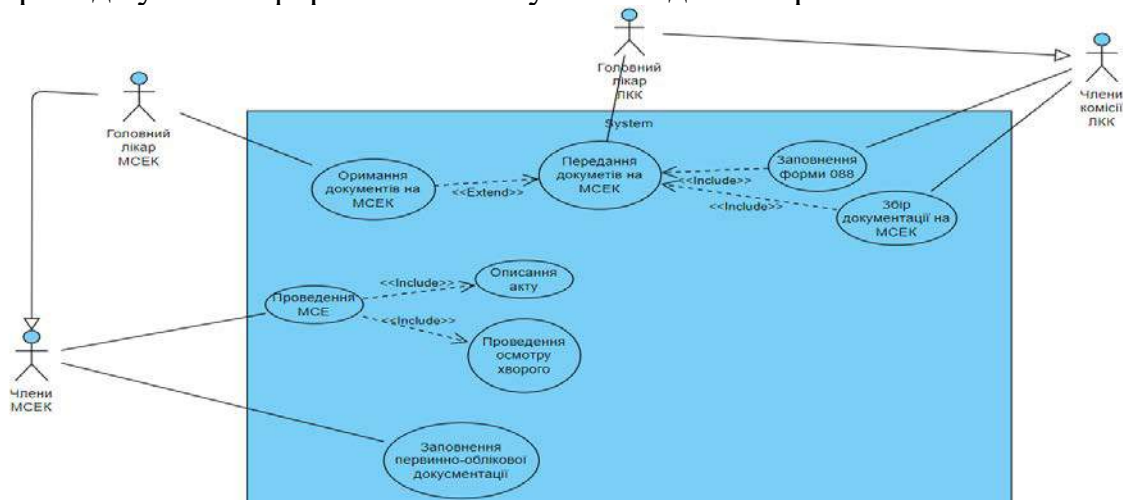 Головний
лікар
ЛКК
Члени
комісії
ЛКК
Головний
лікар
МСЕК
System
Оримання
документів на
МСЕК
<<Extend>>
Передання
докуметів на
МСЕК
<<Include>>
<<Include>>
Заповнення
форми 088
Збір
документації на
МСЕК
Проведення
МСЕ
<<Include>>
<<Include>>
Описання
акту
Проведення
осмотру
хворого
Члени
МСЕК
Заповнення
первинно-облікової
докусментації